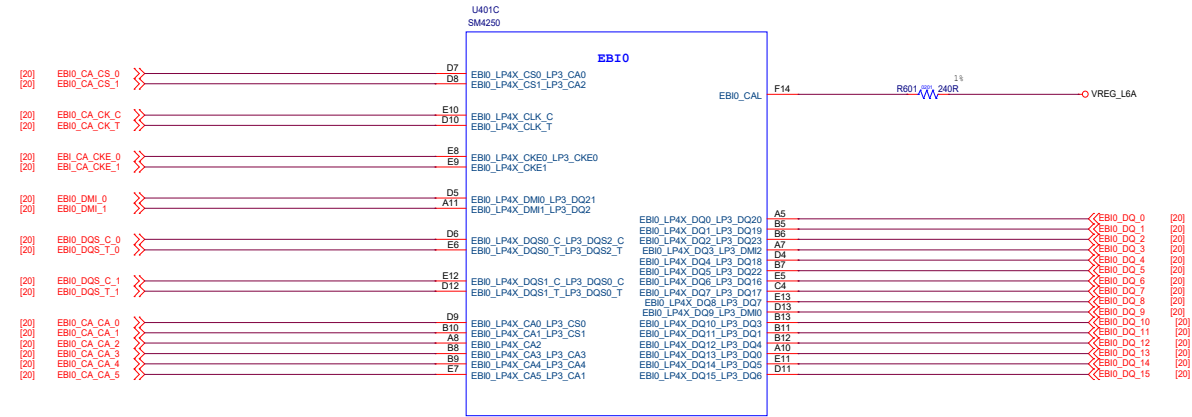 U401C
SM4250
EBI0
[20] EBI0_CA_CS_0 D7 EBI0_LP4X_CS0_LP3_CA0
[20] EBI0_CA_CS_1 D8 EBI0_LP4X_CS1_LP3_CA2
EBI0_CAL F14 R601 240R 1% VREG_L6A
[20] EBI0_CA_CK_C E10 EBI0_LP4X_CLK_C
[20] EBI0_CA_CK_T D10 EBI0_LP4X_CLK_T
[20] EBI_CA_CKE_0 E8 EBI0_LP4X_CKE0_LP3_CKE0
[20] EBI_CA_CKE_1 E9 EBI0_LP4X_CKE1
[20] EBI0_DMI_0 D5 EBI0_LP4X_DMI0_LP3_DQ21
[20] EBI0_DMI_1 A11 EBI0_LP4X_DMI1_LP3_DQ2
[20] EBI0_DQS_C_0 D6 EBI0_LP4X_DQS0_C_LP3_DQS2_C
[20] EBI0_DQS_T_0 E6 EBI0_LP4X_DQS0_T_LP3_DQS2_T
[20] EBI0_DQS_C_1 E12 EBI0_LP4X_DQS1_C_LP3_DQS0_C
[20] EBI0_DQS_T_1 D12 EBI0_LP4X_DQS1_T_LP3_DQS0_T
[20] EBI0_CA_CA_0 D9 EBI0_LP4X_CA0_LP3_CS0
[20] EBI0_CA_CA_1 B10 EBI0_LP4X_CA1_LP3_CS1
[20] EBI0_CA_CA_2 A8 EBI0_LP4X_CA2
[20] EBI0_CA_CA_3 B8 EBI0_LP4X_CA3_LP3_CA3
[20] EBI0_CA_CA_4 B9 EBI0_LP4X_CA4_LP3_CA4
[20] EBI0_CA_CA_5 E7 EBI0_LP4X_CA5_LP3_CA1
EBI0_LP4X_DQ0_LP3_DQ20 A5 EBI0_DQ_0 [20]
EBI0_LP4X_DQ1_LP3_DQ19 B5 EBI0_DQ_1 [20]
EBI0_LP4X_DQ2_LP3_DQ23 B6 EBI0_DQ_2 [20]
EBI0_LP4X_DQ3_LP3_DMI2 A7 EBI0_DQ_3 [20]
EBI0_LP4X_DQ4_LP3_DQ18 D4 EBI0_DQ_4 [20]
EBI0_LP4X_DQ5_LP3_DQ22 B7 EBI0_DQ_5 [20]
EBI0_LP4X_DQ6_LP3_DQ16 E5 EBI0_DQ_6 [20]
EBI0_LP4X_DQ7_LP3_DQ17 C4 EBI0_DQ_7 [20]
EBI0_LP4X_DQ8_LP3_DQ7 E13 EBI0_DQ_8 [20]
EBI0_LP4X_DQ9_LP3_DMI0 D13 EBI0_DQ_9 [20]
EBI0_LP4X_DQ10_LP3_DQ3 B13 EBI0_DQ_10 [20]
EBI0_LP4X_DQ11_LP3_DQ1 B11 EBI0_DQ_11 [20]
EBI0_LP4X_DQ12_LP3_DQ4 B12 EBI0_DQ_12 [20]
EBI0_LP4X_DQ13_LP3_DQ0 A10 EBI0_DQ_13 [20]
EBI0_LP4X_DQ14_LP3_DQ5 E11 EBI0_DQ_14 [20]
EBI0_LP4X_DQ15_LP3_DQ6 D11 EBI0_DQ_15 [20]